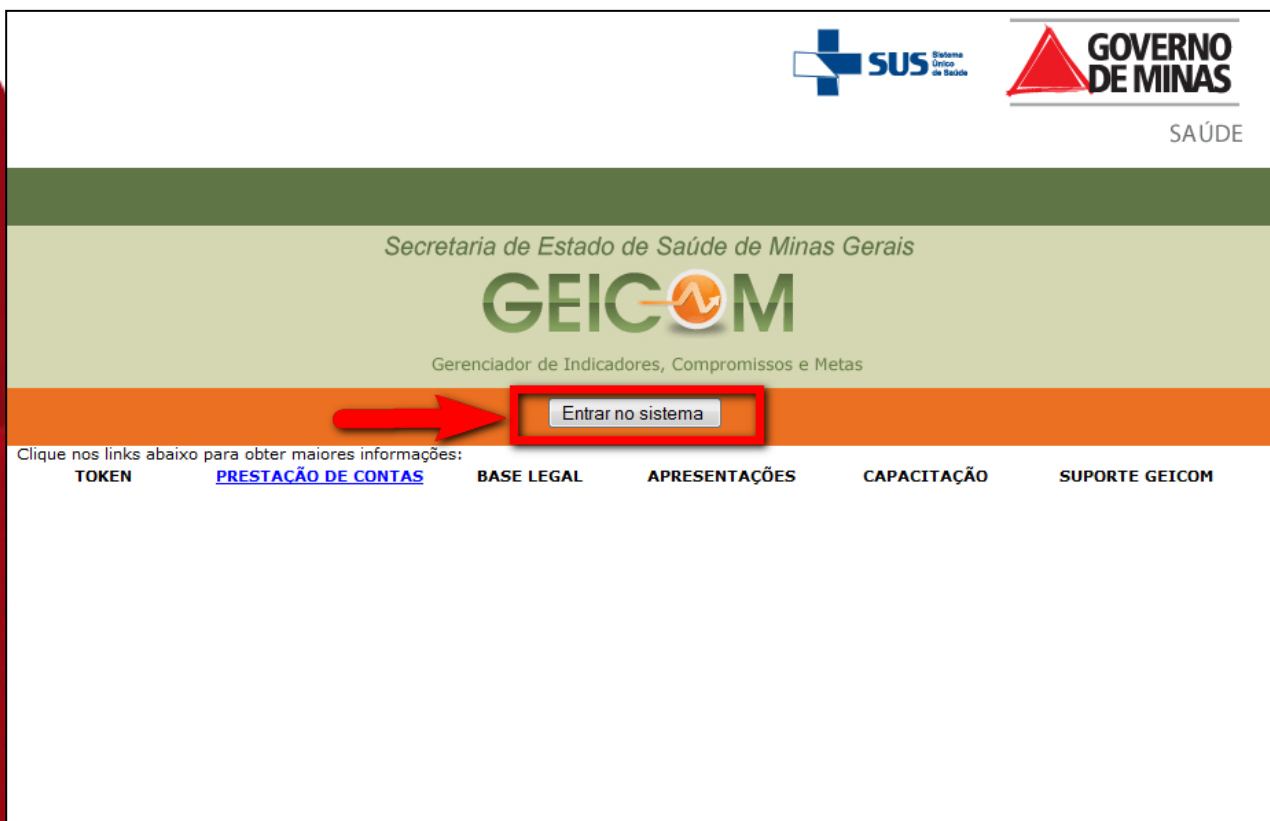 SUS Sistema
Único
de Saúde
GOVERNO
DE MINAS
SAÚDE
Secretaria de Estado de Saúde de Minas Gerais
GEICOM
Gerenciador de Indicadores, Compromissos e Metas
Entrar no sistema
Clique nos links abaixo para obter maiores informações:
TOKEN PRESTAÇÃO DE CONTAS BASE LEGAL APRESENTAÇÕES CAPACITAÇÃO SUPORTE GEICOM